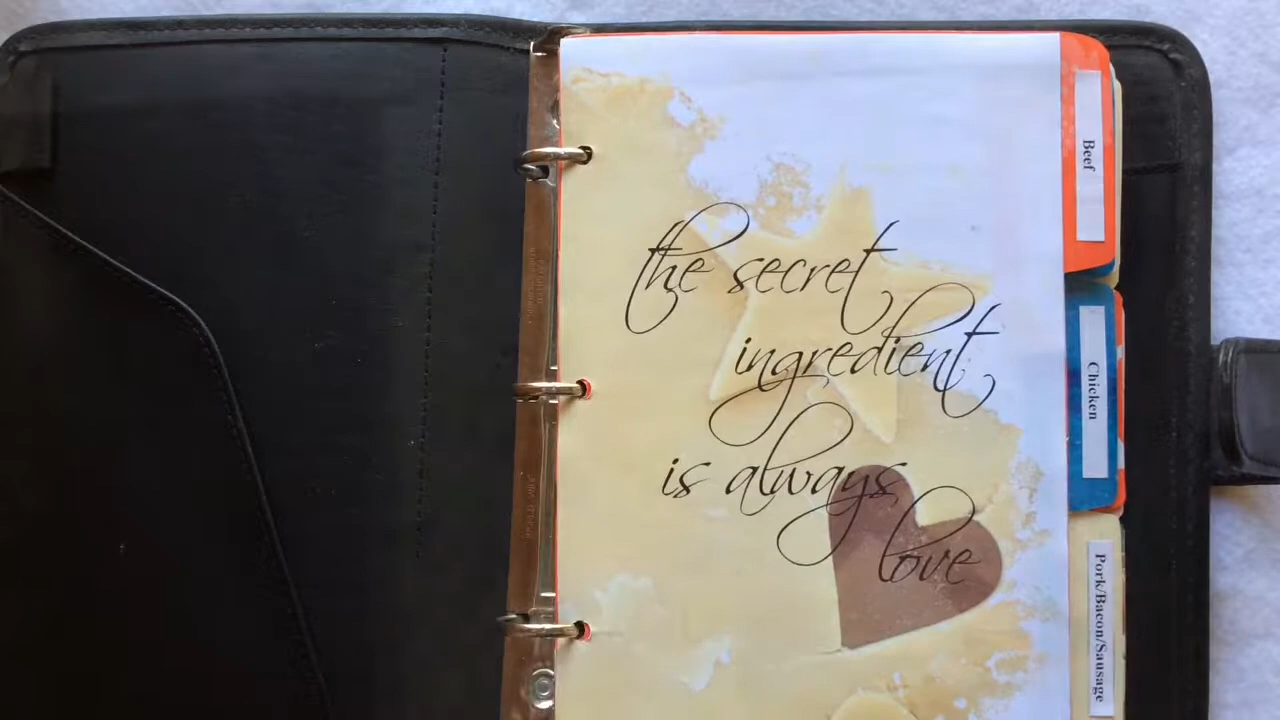 the secret
ingredient
is always
love
Beef
Chicken
Pork/Bacon/Sausage